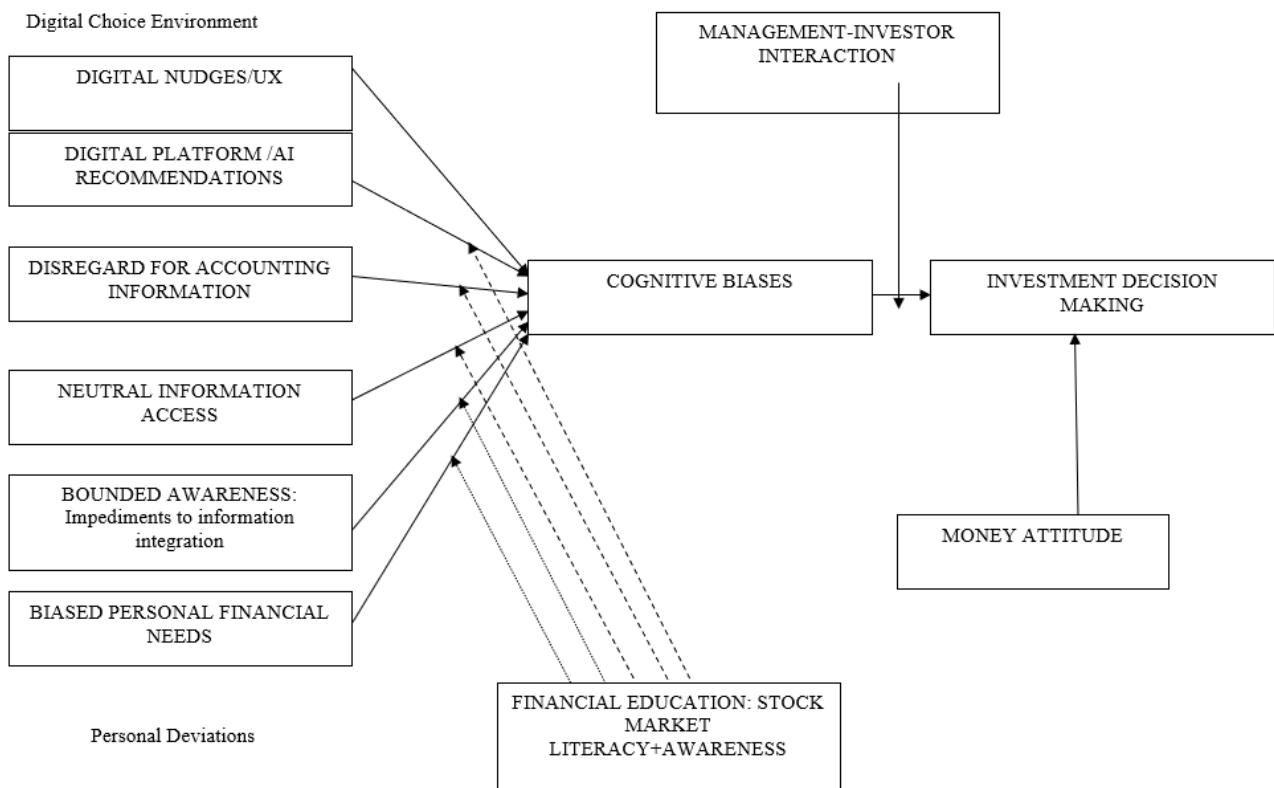 Digital Choice Environment
MANAGEMENT-INVESTOR
INTERACTION
DIGITAL NUDGES/UX
DIGITAL PLATFORM /AI
RECOMMENDATIONS
DISREGARD FOR ACCOUNTING
INFORMATION
COGNITIVE BIASES
INVESTMENT DECISION
MAKING
NEUTRAL INFORMATION
ACCESS
BOUNDED AWARENESS:
Impediments to information
integration
MONEY ATTITUDE
BIASED PERSONAL FINANCIAL
NEEDS
FINANCIAL EDUCATION: STOCK
MARKET
LITERACY+AWARENESS
Personal Deviations